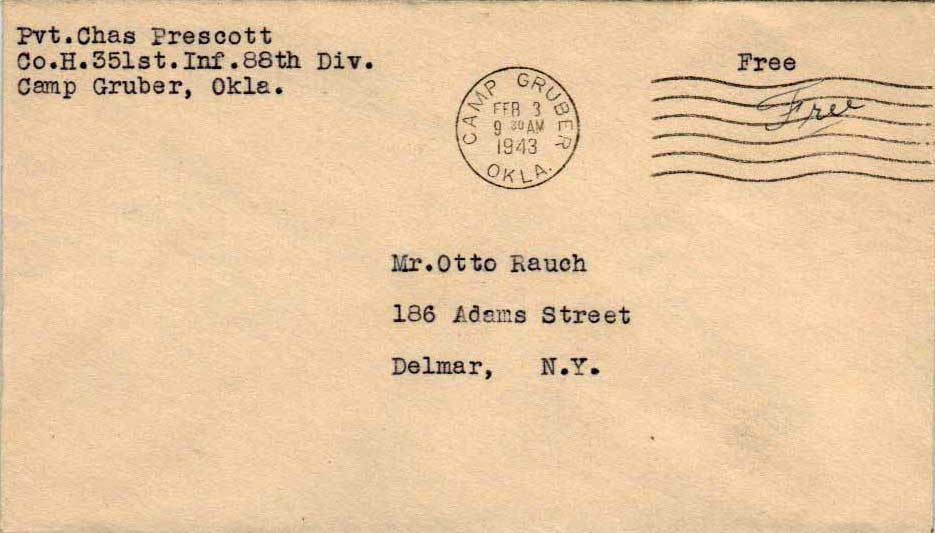 Pvt.Chas Prescott
Co.H.351st.Inf.88th Div.
Camp Gruber, Okla.
Free
Free
CAMP GRUBER
FEB 3
9 30 AM
1943
OKLA.
Mr.Otto Rauch
186 Adams Street
Delmar, N.Y.